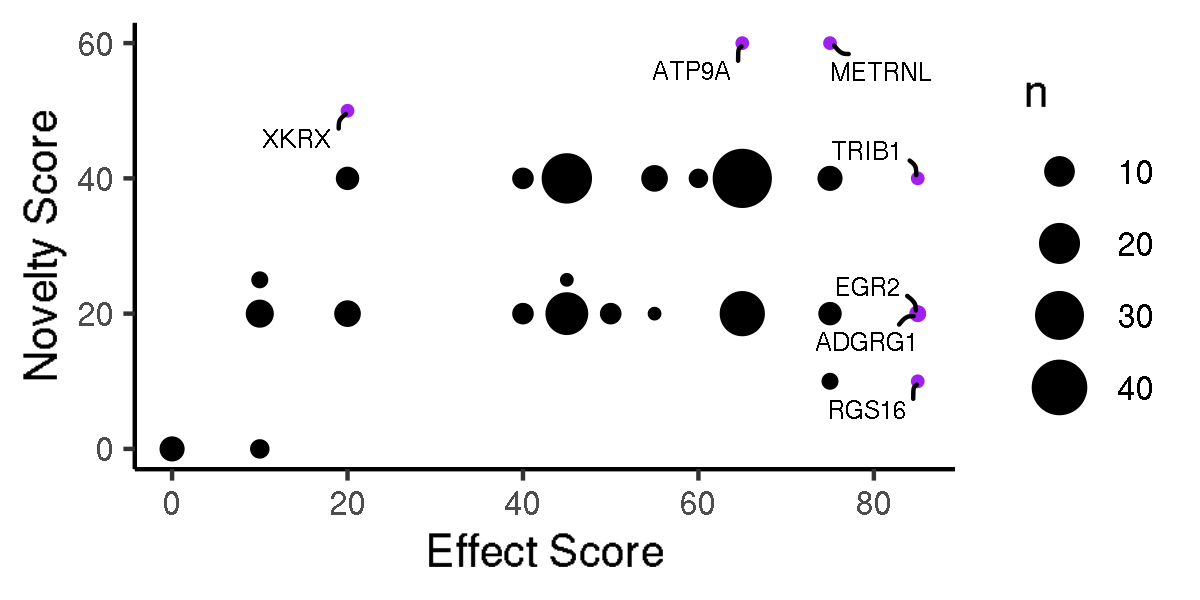 60
ATP9A
METRNL
n
XKRX
TRIB1
10
40
20
EGR2
30
20
ADGRG1
40
RGS16
0
0
20
40
60
80
Effect Score
Novelty Score